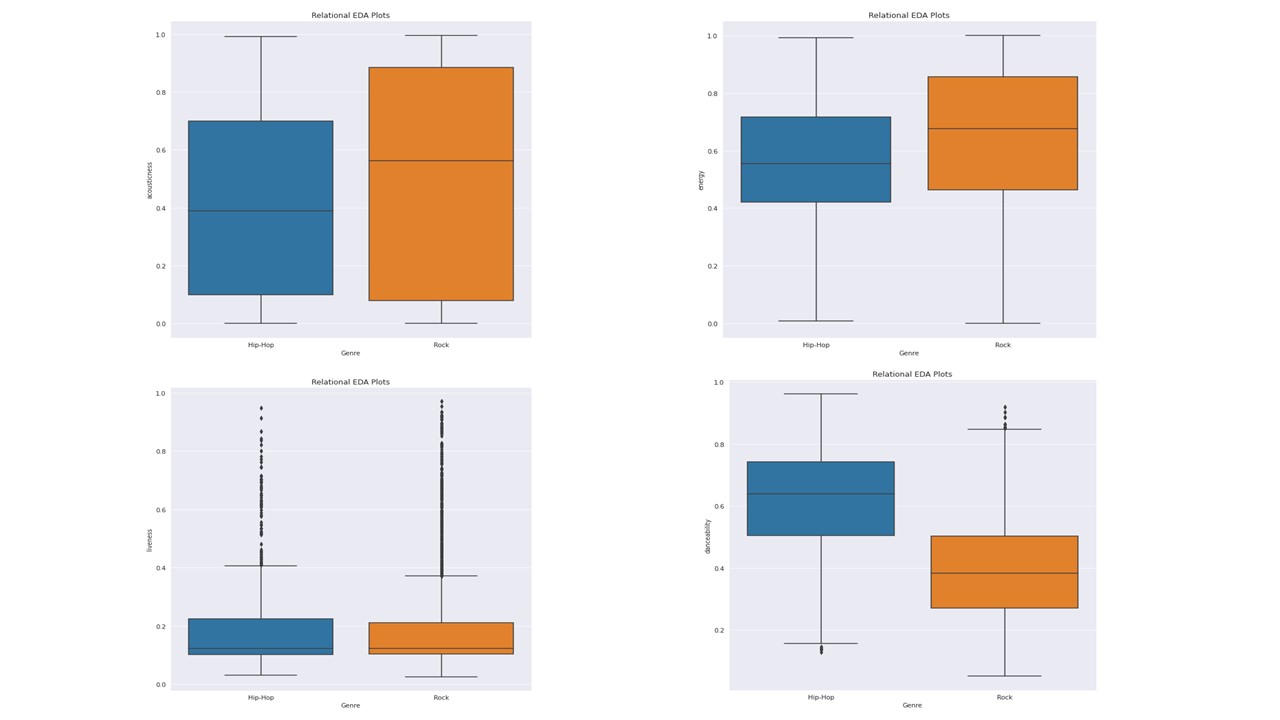 Relational EDA Plots
1.0
0.8
0.6
0.4
0.2
0.0
acousticness
Hip-Hop
Rock
Genre
Relational EDA Plots
1.0
0.8
0.6
0.4
0.2
0.0
energy
Hip-Hop
Rock
Genre
Relational EDA Plots
1.0
0.8
0.6
0.4
0.2
0.0
liveness
Hip-Hop
Rock
Genre
Relational EDA Plots
1.0
0.8
0.6
0.4
0.2
danceability
Hip-Hop
Rock
Genre